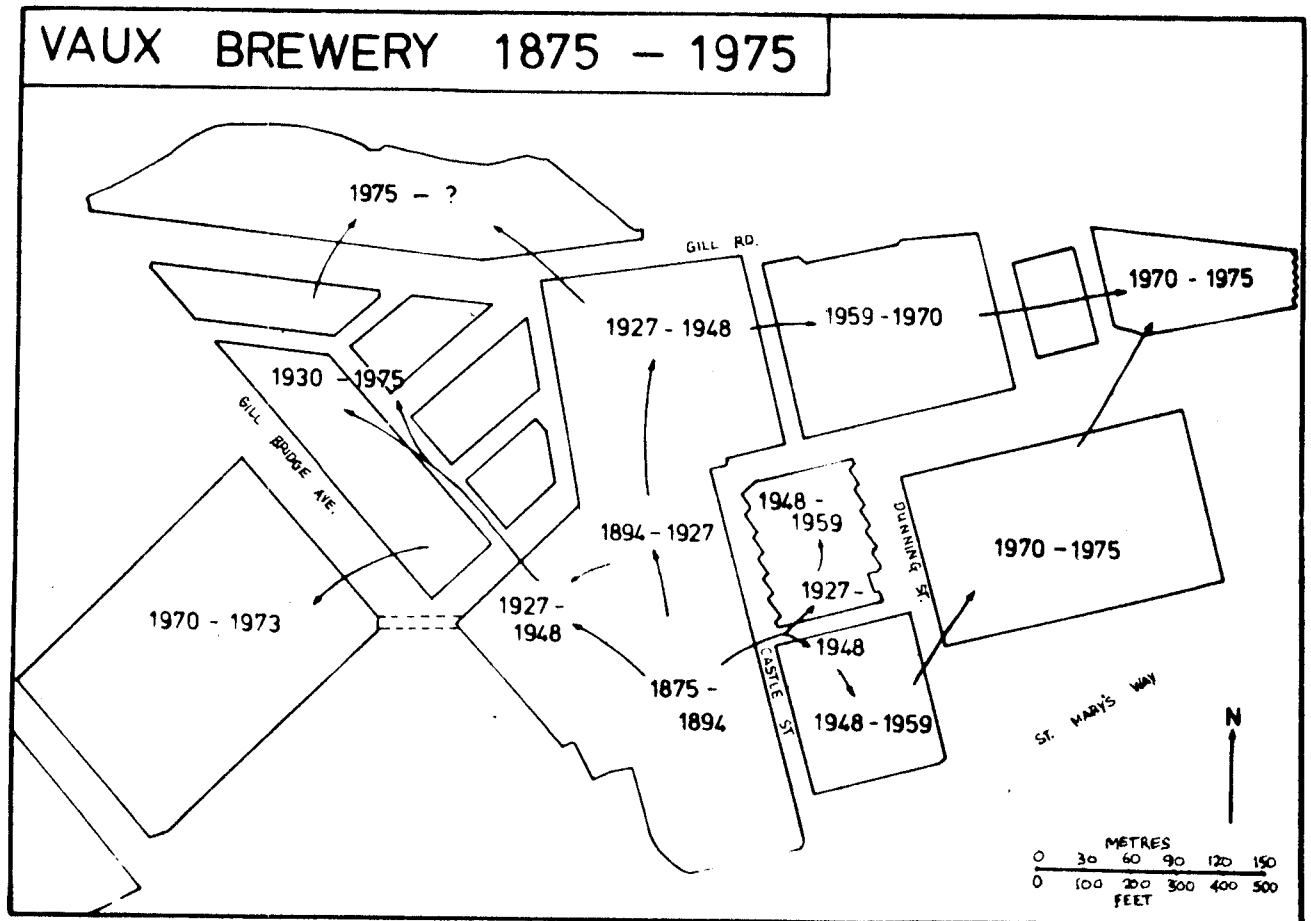 VAUX BREWERY 1875 - 1975
1975 - ?
GILL RD.
1970 - 1975
1927 - 1948
1959 - 1970
1930 - 1975
GILL BRIDGE AVE.
1948 -
1959
DUNNING ST.
1894 - 1927
1970 - 1975
1927 -
1948
1970 - 1973
1927 -
1948
CASTLE ST
1875 -
1894
1948 - 1959
ST. MARY'S WAY
N
METRES
0 30 60 90 120 150
0 100 200 300 400 500
FEET